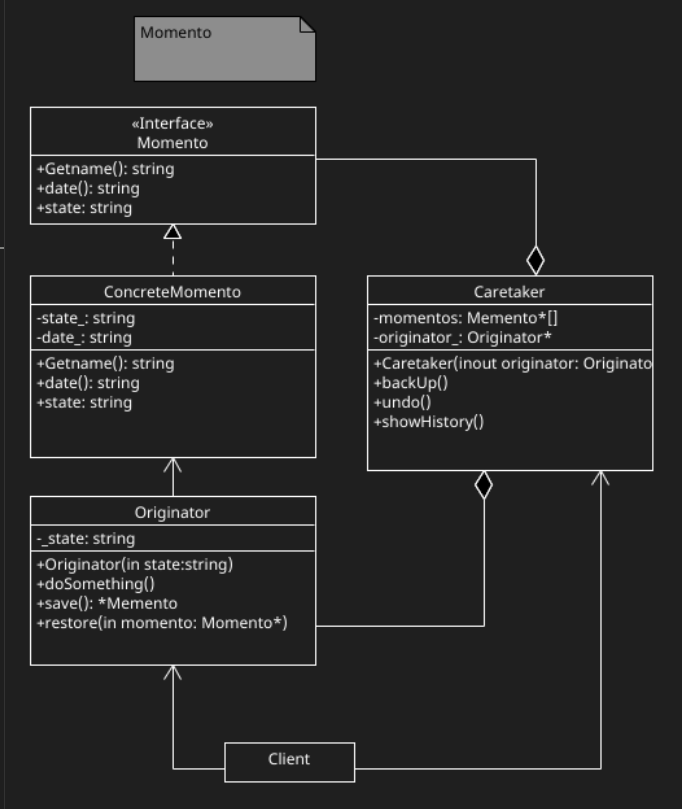 Momento
«Interface»
Momento
+Getname(): string
+date(): string
+state: string
ConcreteMomento
-state_: string
-date_: string
+Getname(): string
+date(): string
+state: string
Caretaker
-momentos: Memento*[]
-originator_: Originator*
+Caretaker(inout originator: Originato
+backUp()
+undo()
+showHistory()
Originator
-_state: string
+Originator(in state:string)
+doSomething()
+save(): *Memento
+restore(in momento: Momento*)
Client